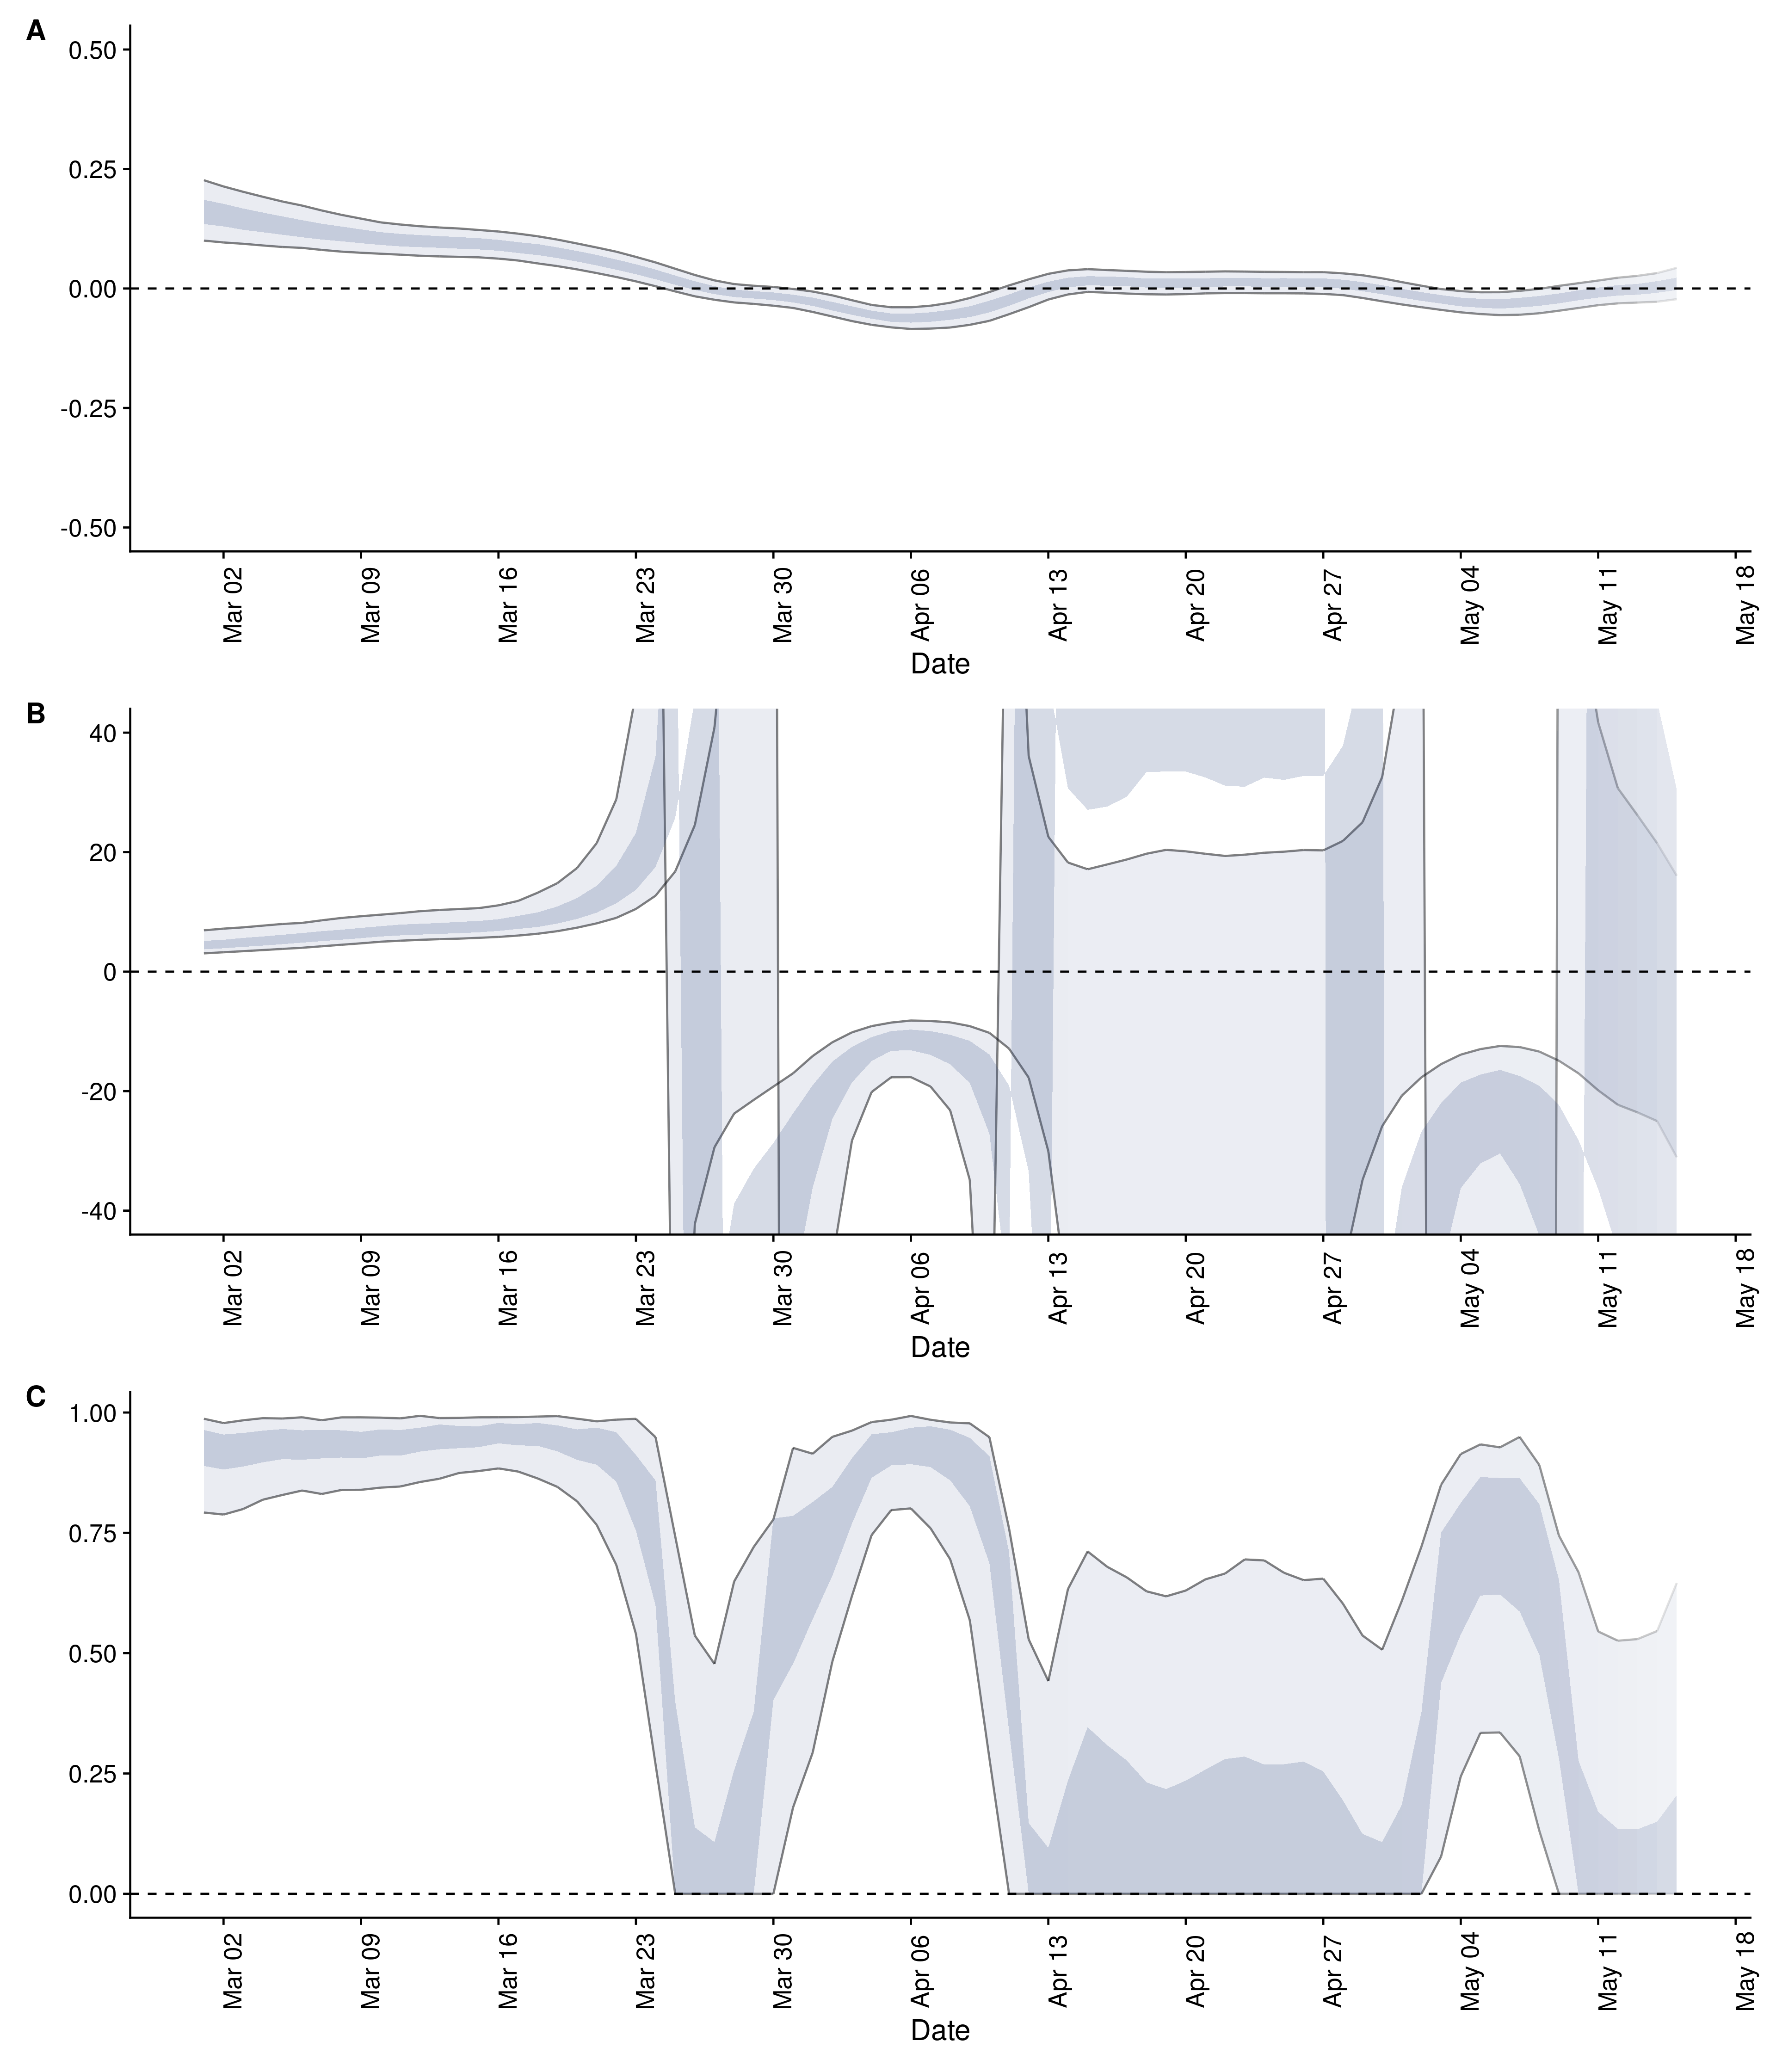 A
0.50
0.25
0.00
-0.25
-0.50
Mar 02
Mar 09
Mar 16
Mar 23
Mar 30
Apr 06
Apr 13
Apr 20
Apr 27
May 04
May 11
May 18
Date
B
40
20
0
-20
-40
Mar 02
Mar 09
Mar 16
Mar 23
Mar 30
Apr 06
Apr 13
Apr 20
Apr 27
May 04
May 11
May 18
Date
C
1.00
0.75
0.50
0.25
0.00
Mar 02
Mar 09
Mar 16
Mar 23
Mar 30
Apr 06
Apr 13
Apr 20
Apr 27
May 04
May 11
May 18
Date